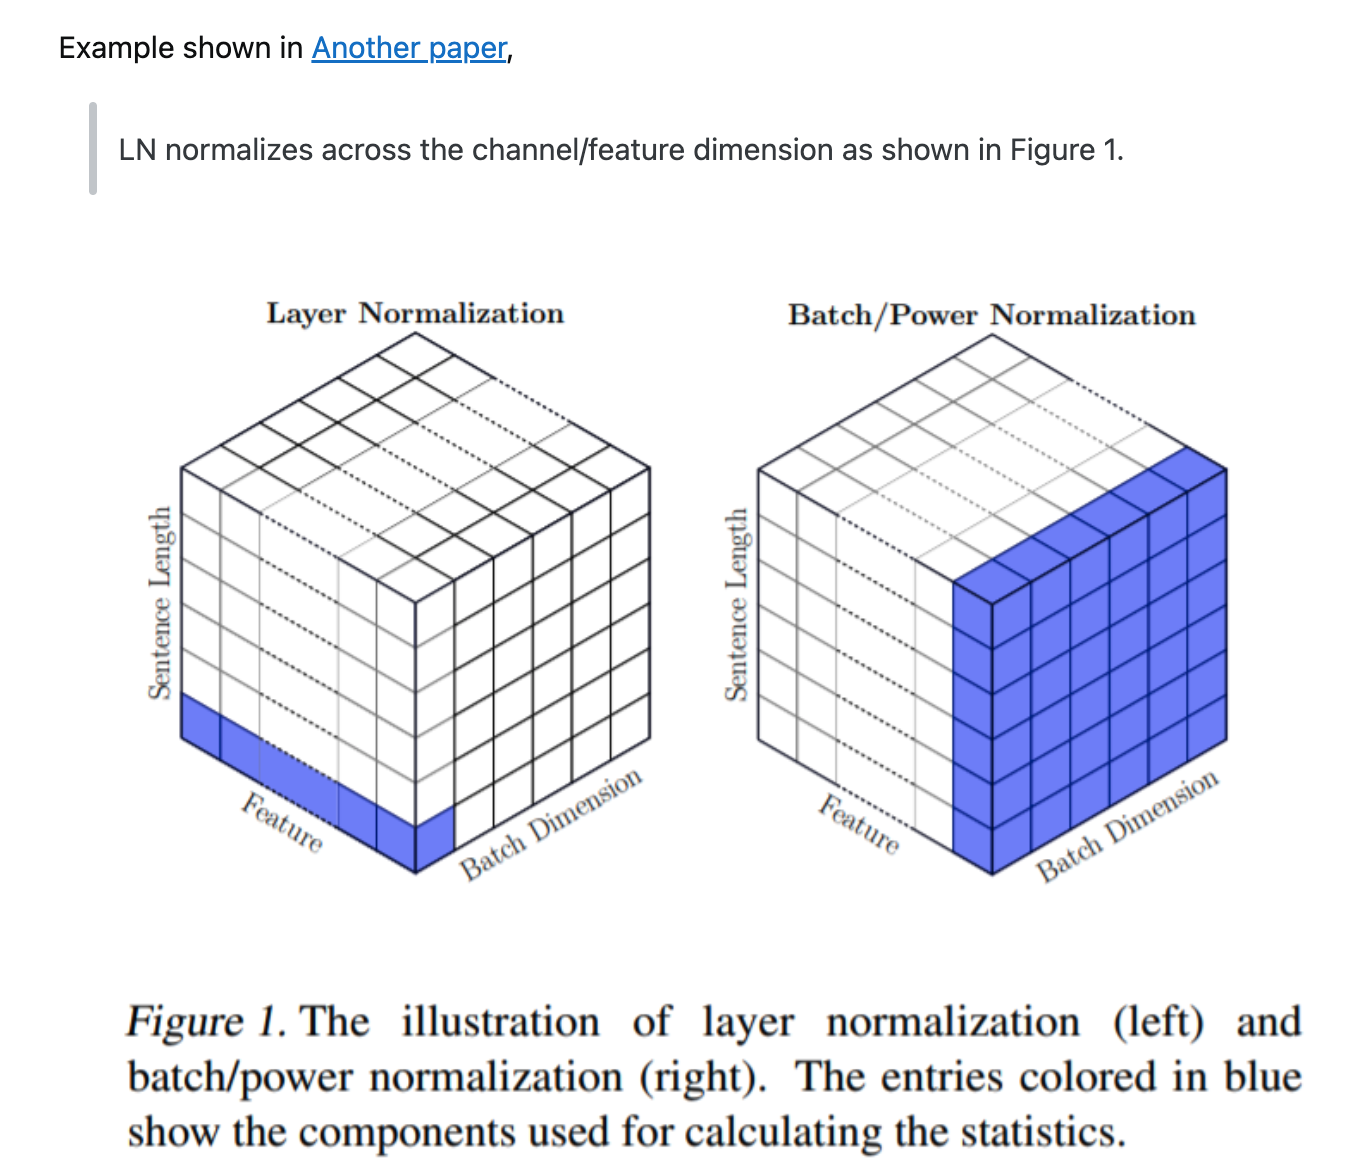 Example shown in Another paper,
LN normalizes across the channel/feature dimension as shown in Figure 1.
Layer Normalization
Sentence Length
Feature
Batch Dimension
Batch/Power Normalization
Sentence Length
Feature
Batch Dimension
Figure 1. The illustration of layer normalization (left) and
batch/power normalization (right). The entries colored in blue
show the components used for calculating the statistics.